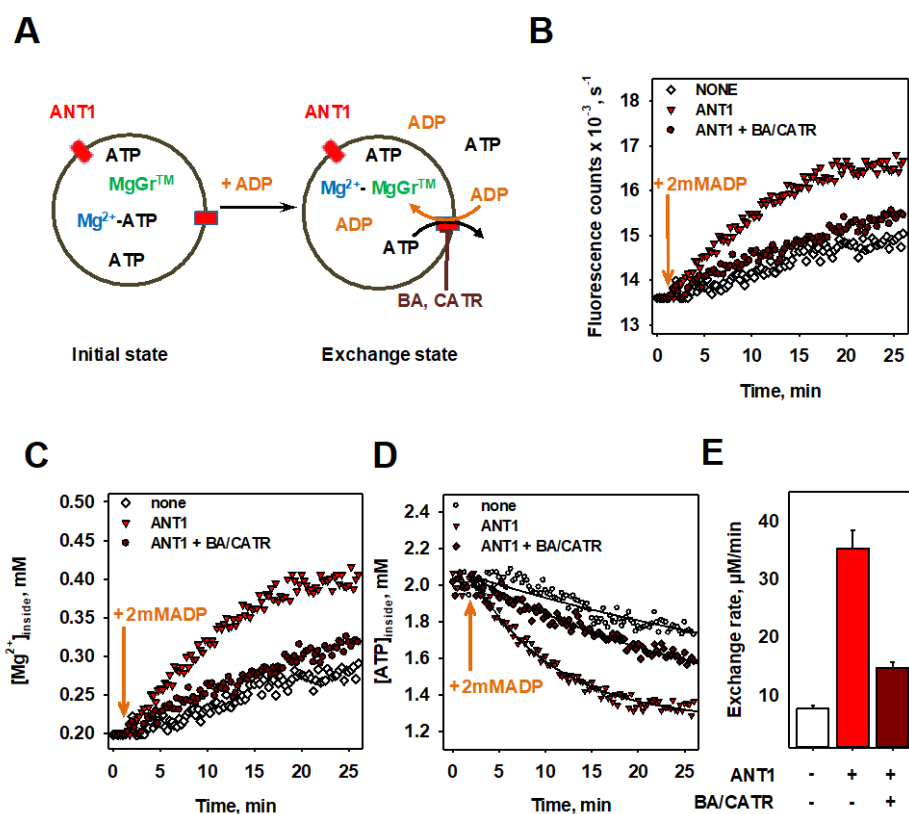 A
ANT1
ATP
MgGr™
Mg²⁺-ATP
ATP
+ ADP
Initial state
ANT1
ADP
ATP
ATP
Mg²⁺- MgGr™
ADP
ADP
ATP
BA, CATR
Exchange state
B
Fluorescence counts x 10⁻³, s⁻¹
18
17
16
15
14
13
NONE
ANT1
ANT1 + BA/CATR
+ 2mMADP
0 5 10 15 20 25
Time, min
C
[Mg²⁺]inside, mM
0.50
0.45
0.40
0.35
0.30
0.25
0.20
none
ANT1
ANT1 + BA/CATR
+2mMADP
0 5 10 15 20 25
Time, min
D
[ATP]inside, mM
2.4
2.2
2.0
1.8
1.6
1.4
1.2
none
ANT1
ANT1 + BA/CATR
+2mMADP
0 5 10 15 20 25
Time, min
E
Exchange rate, µM/min
40
30
20
10
ANT1 - + +
BA/CATR - - +